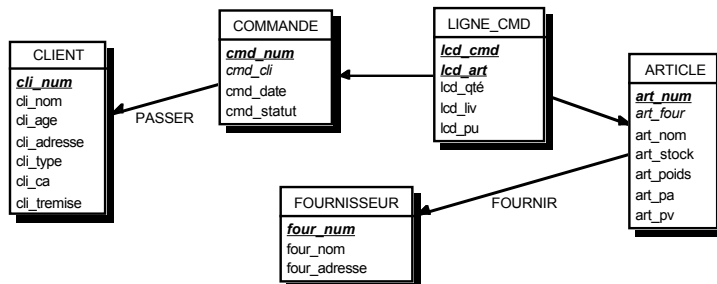 CLIENT
cli_num
cli_nom
cli_age
cli_adresse
cli_type
cli_ca
cli_tremise
PASSER
COMMANDE
cmd_num
cmd_cli
cmd_date
cmd_statut
LIGNE_CMD
lcd_cmd
lcd_art
lcd_qté
lcd_liv
lcd_pu
ARTICLE
art_num
art_four
art_nom
art_stock
art_poids
art_pa
art_pv
FOURNIR
FOURNISSEUR
four_num
four_nom
four_adresse